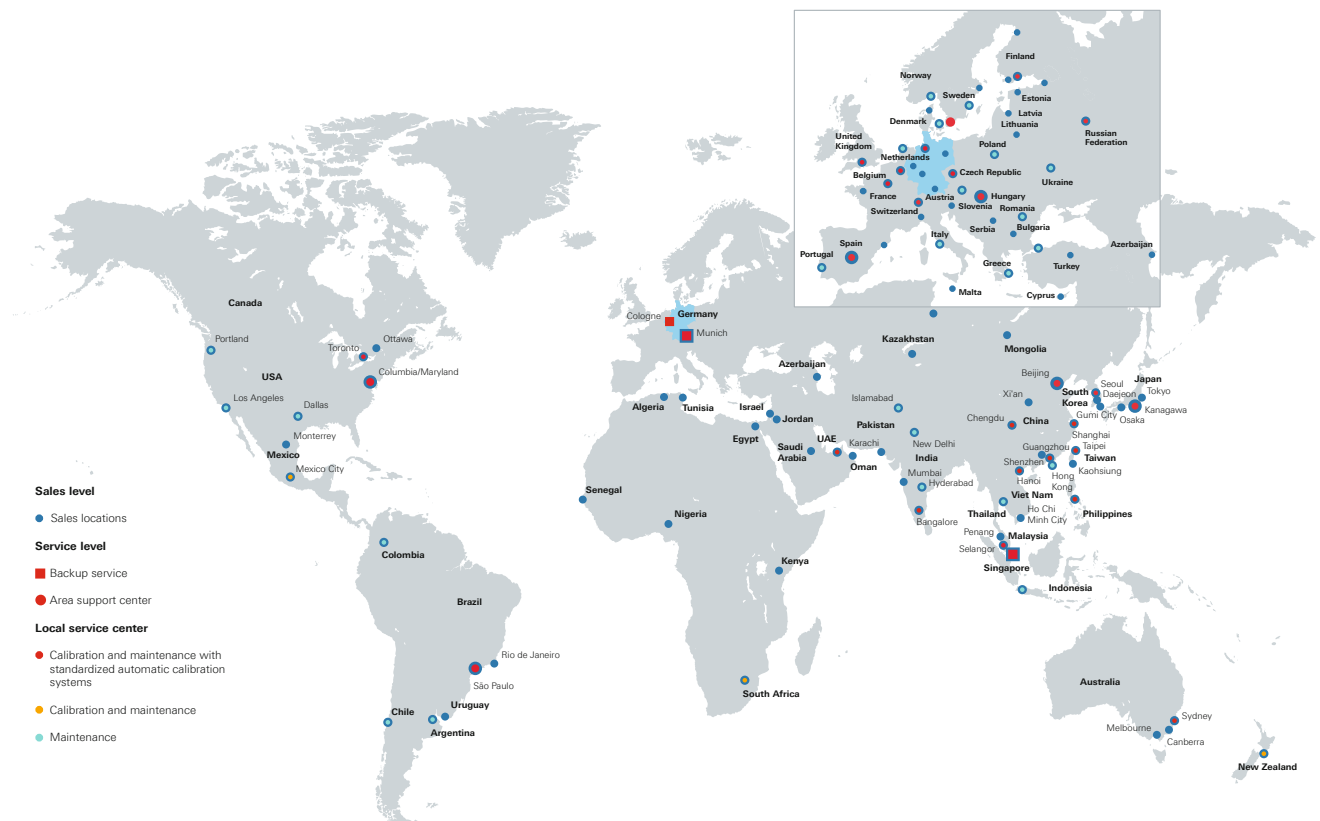 Finland
Norway
Sweden
Estonia
Latvia
Lithuania
Denmark
United
Kingdom
Russian
Federation
Poland
Netherlands
Belgium
Czech Republic
Ukraine
France
Austria
Hungary
Switzerland
Slovenia
Romania
Serbia
Bulgaria
Italy
Spain
Portugal
Greece
Turkey
Azerbaijan
Malta
Cyprus
Canada
Portland
Toronto
Ottawa
USA
Columbia/Maryland
Los Angeles
Dallas
Monterrey
Mexico
Mexico City
Cologne
Germany
Munich
Kazakhstan
Mongolia
Azerbaijan
Beijing
South
Korea
Seoul
Daejeon
Japan
Tokyo
Kanagawa
Gumi City
Osaka
Algeria
Tunisia
Israel
Jordan
Egypt
Islamabad
Pakistan
Xi'an
Chengdu
China
Shanghai
Saudi
Arabia
UAE
Karachi
Oman
New Delhi
India
Mumbai
Hyderabad
Bangalore
Guangzhou
Shenzhen
Taipei
Taiwan
Kaohsiung
Hanoi
Hong
Kong
Viet Nam
Thailand
Ho Chi
Minh City
Philippines
Penang
Malaysia
Selangor
Singapore
Indonesia
Senegal
Nigeria
Kenya
South Africa
Colombia
Brazil
Rio de Janeiro
São Paulo
Uruguay
Chile
Argentina
Australia
Sydney
Melbourne
Canberra
New Zealand
Sales level
Sales locations
Service level
Backup service
Area support center
Local service center
Calibration and maintenance with
standardized automatic calibration
systems
Calibration and maintenance
Maintenance